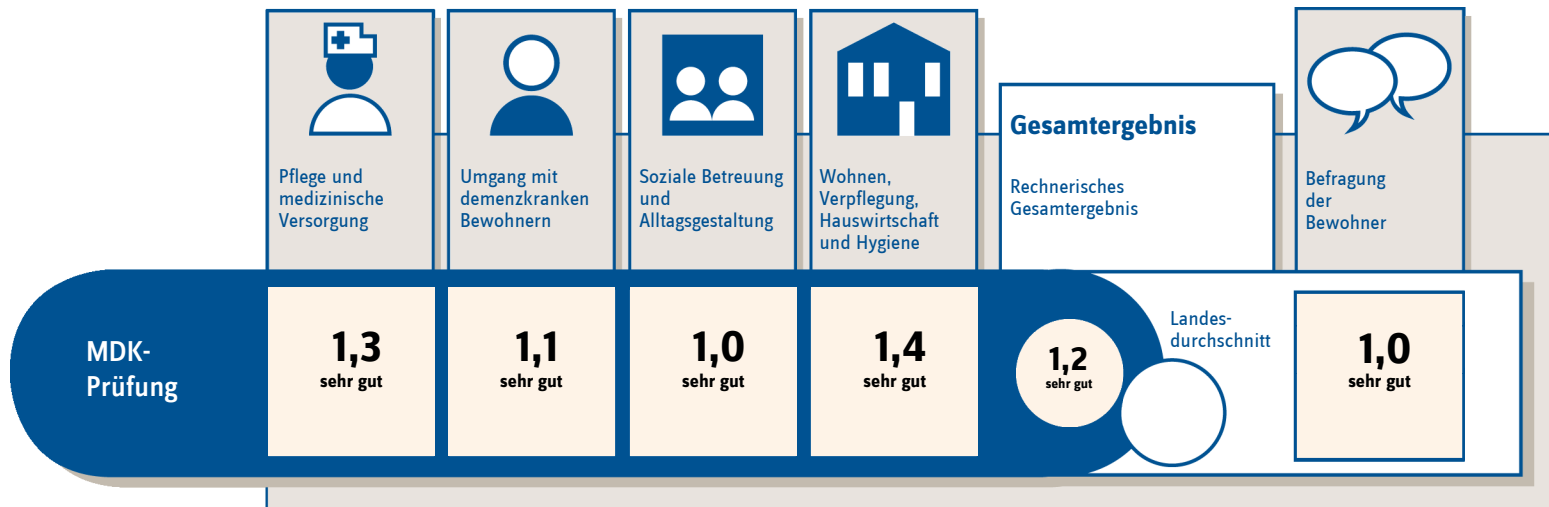 Pflege und
medizinische
Versorgung
Umgang mit
demenzkranken
Bewohnern
Soziale Betreuung
und
Alltagsgestaltung
Wohnen,
Verpflegung,
Hauswirtschaft
und Hygiene
Gesamtergebnis
Rechnerisches
Gesamtergebnis
Befragung
der
Bewohner
MDK-
Prüfung
1,3
sehr gut
1,1
sehr gut
1,0
sehr gut
1,4
sehr gut
1,2
sehr gut
Landes-
durchschnitt
1,0
sehr gut